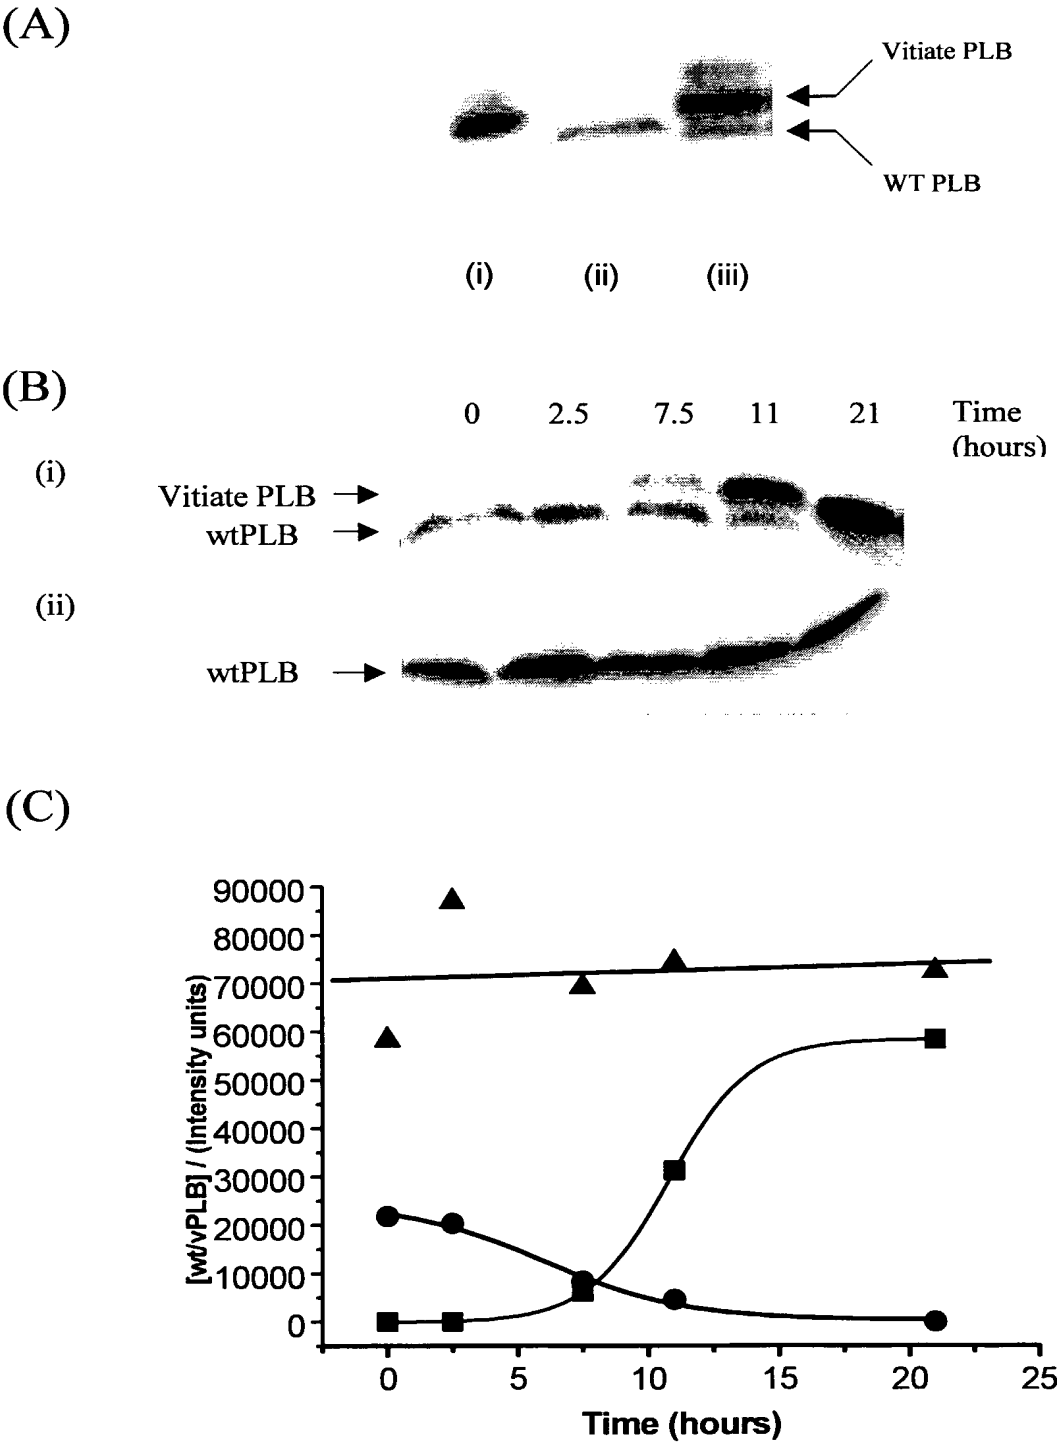 (A)
Vitiate PLB
WT PLB
(i) (ii) (iii)
(B)
0 2.5 7.5 11 21 Time
(hours)
(i)
Vitiate PLB
wtPLB
(ii)
wtPLB
(C)
90000
80000
70000
60000
50000
40000
30000
20000
10000
0
[wt/vPLB] / (Intensity units)
0 5 10 15 20 25
Time (hours)